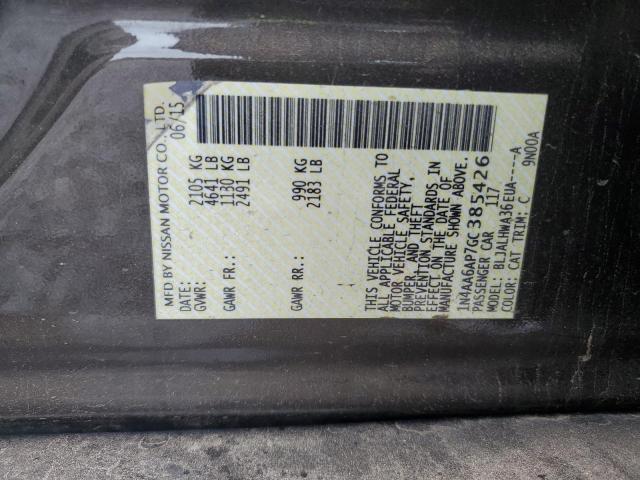 MFD BY NISSAN MOTOR CO., LTD.
DATE: 06/15
GVWR: 2105 KG
4641 LB
GAWR FR: 1130 KG
2491 LB
GAWR RR: 990 KG
2183 LB
THIS VEHICLE CONFORMS TO
ALL APPLICABLE FEDERAL
MOTOR VEHICLE SAFETY,
BUMPER, AND THEFT
PREVENTION STANDARDS IN
EFFECT ON THE DATE OF
MANUFACTURE SHOWN ABOVE.
1N4AA6AP7GC385426
PASSENGER CAR 117
MODEL: BLJALHWA36EUA-----A
COLOR: CAT TRIM: C 9N00A